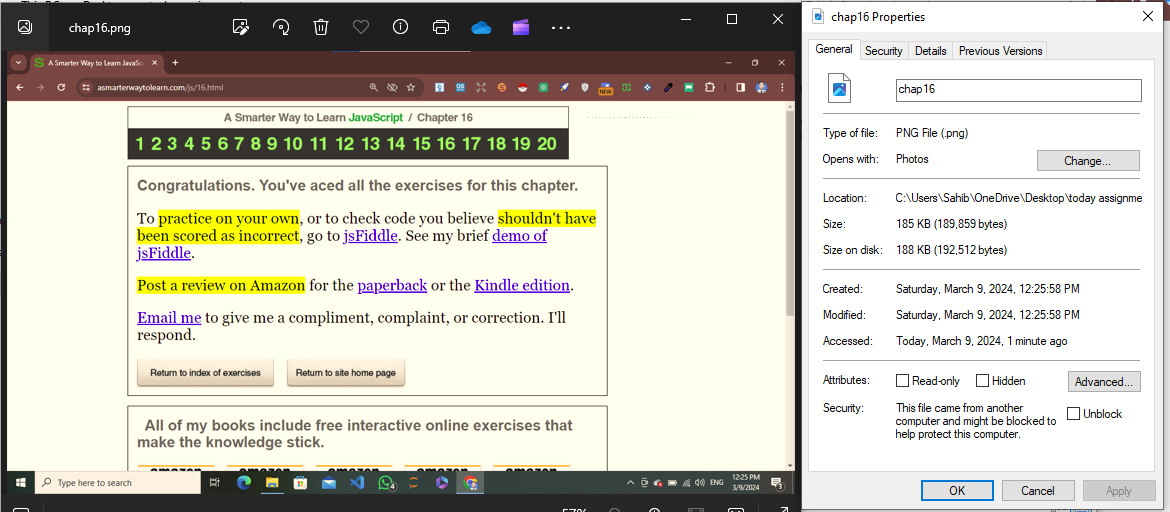 chap16.png
A Smarter Way to Learn JavaSc
asmarterwaytolearn.com/js/16.html
NEW
A Smarter Way to Learn JavaScript / Chapter 16
1 2 3 4 5 6 7 8 9 10 11 12 13 14 15 16 17 18 19 20
Congratulations. You've aced all the exercises for this chapter.
To practice on your own, or to check code you believe shouldn't have
been scored as incorrect, go to jsFiddle. See my brief demo of
jsFiddle.
Post a review on Amazon for the paperback or the Kindle edition.
Email me to give me a compliment, complaint, or correction. I'll
respond.
Return to index of exercises
Return to site home page
All of my books include free interactive online exercises that
make the knowledge stick.
amazon amazon amazon amazon amazon
Type here to search
4
ENG
12:25 PM
3/9/2024
3
57%
chap16 Properties
General Security Details Previous Versions
chap16
Type of file: PNG File (.png)
Opens with: Photos Change...
Location: C:\Users\Sahib\OneDrive\Desktop\today assignme
Size: 185 KB (189,859 bytes)
Size on disk: 188 KB (192,512 bytes)
Created: Saturday, March 9, 2024, 12:25:58 PM
Modified: Saturday, March 9, 2024, 12:25:58 PM
Accessed: Today, March 9, 2024, 1 minute ago
Attributes: Read-only Hidden Advanced...
Security: This file came from another
computer and might be blocked to
help protect this computer.
Unblock
OK Cancel Apply